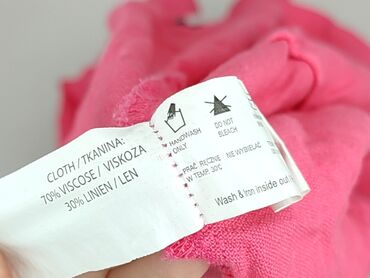 CLOTH / TKANINA:
70% VISCOSE / VISKOZA
30% LINIEN / LEN
HANDWASH
ONLY
DO NOT
BLEACH
PRAĆ RĘCZNIE
W TEMP. 30°C
NIE WYBIELAĆ
Wash & Iron inside out